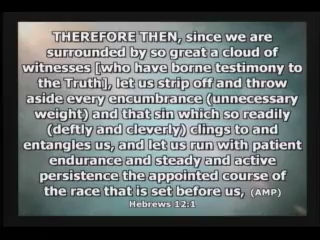 THEREFORE THEN, since we are
surrounded by so great a cloud of
witnesses [who have borne testimony to
the Truth], let us strip off and throw
aside every encumbrance (unnecessary
weight) and that sin which so readily
(deftly and cleverly) clings to and
entangles us, and let us run with patient
endurance and steady and active
persistence the appointed course of
the race that is set before us, (AMP)
Hebrews 12:1